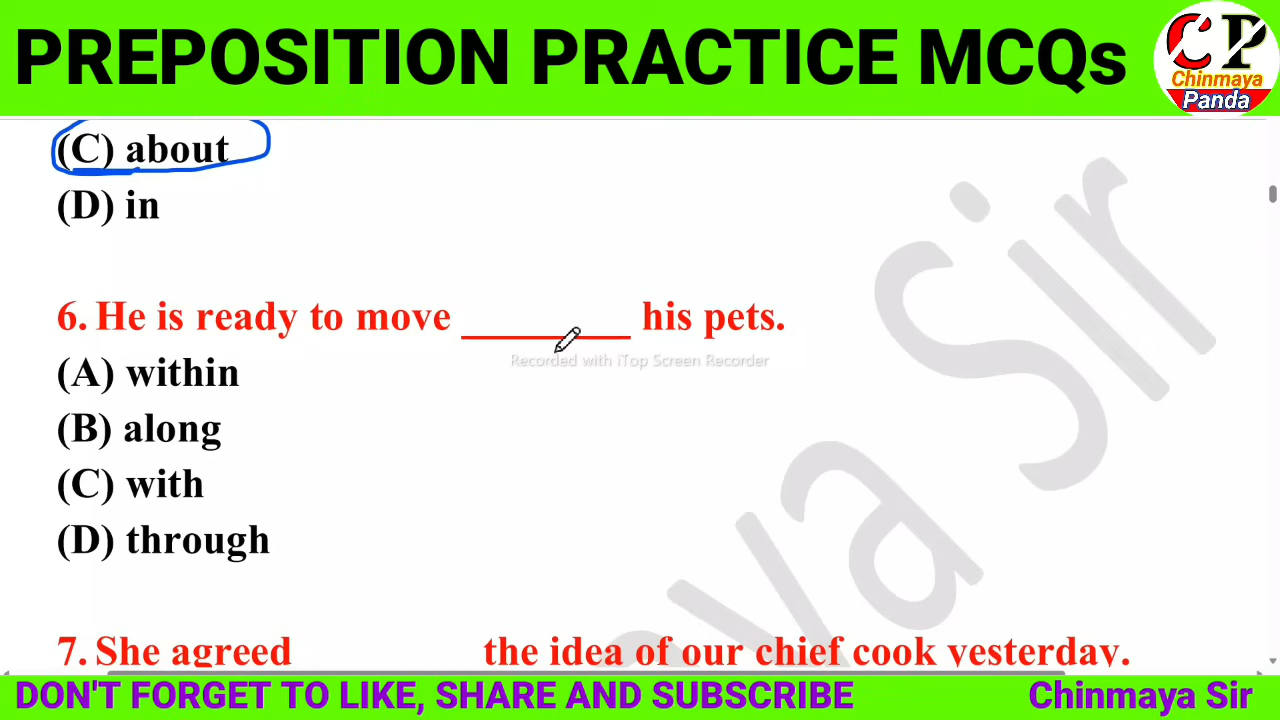 PREPOSITION PRACTICE MCQs
CP
Chinmaya
Panda
(C) about
(D) in
6. He is ready to move ________ his pets.
Recorded with iTop Screen Recorder
(A) within
(B) along
(C) with
(D) through
7. She agreed the idea of our chief cook yesterday.
DON'T FORGET TO LIKE, SHARE AND SUBSCRIBE
Chinmaya Sir
ya Sir